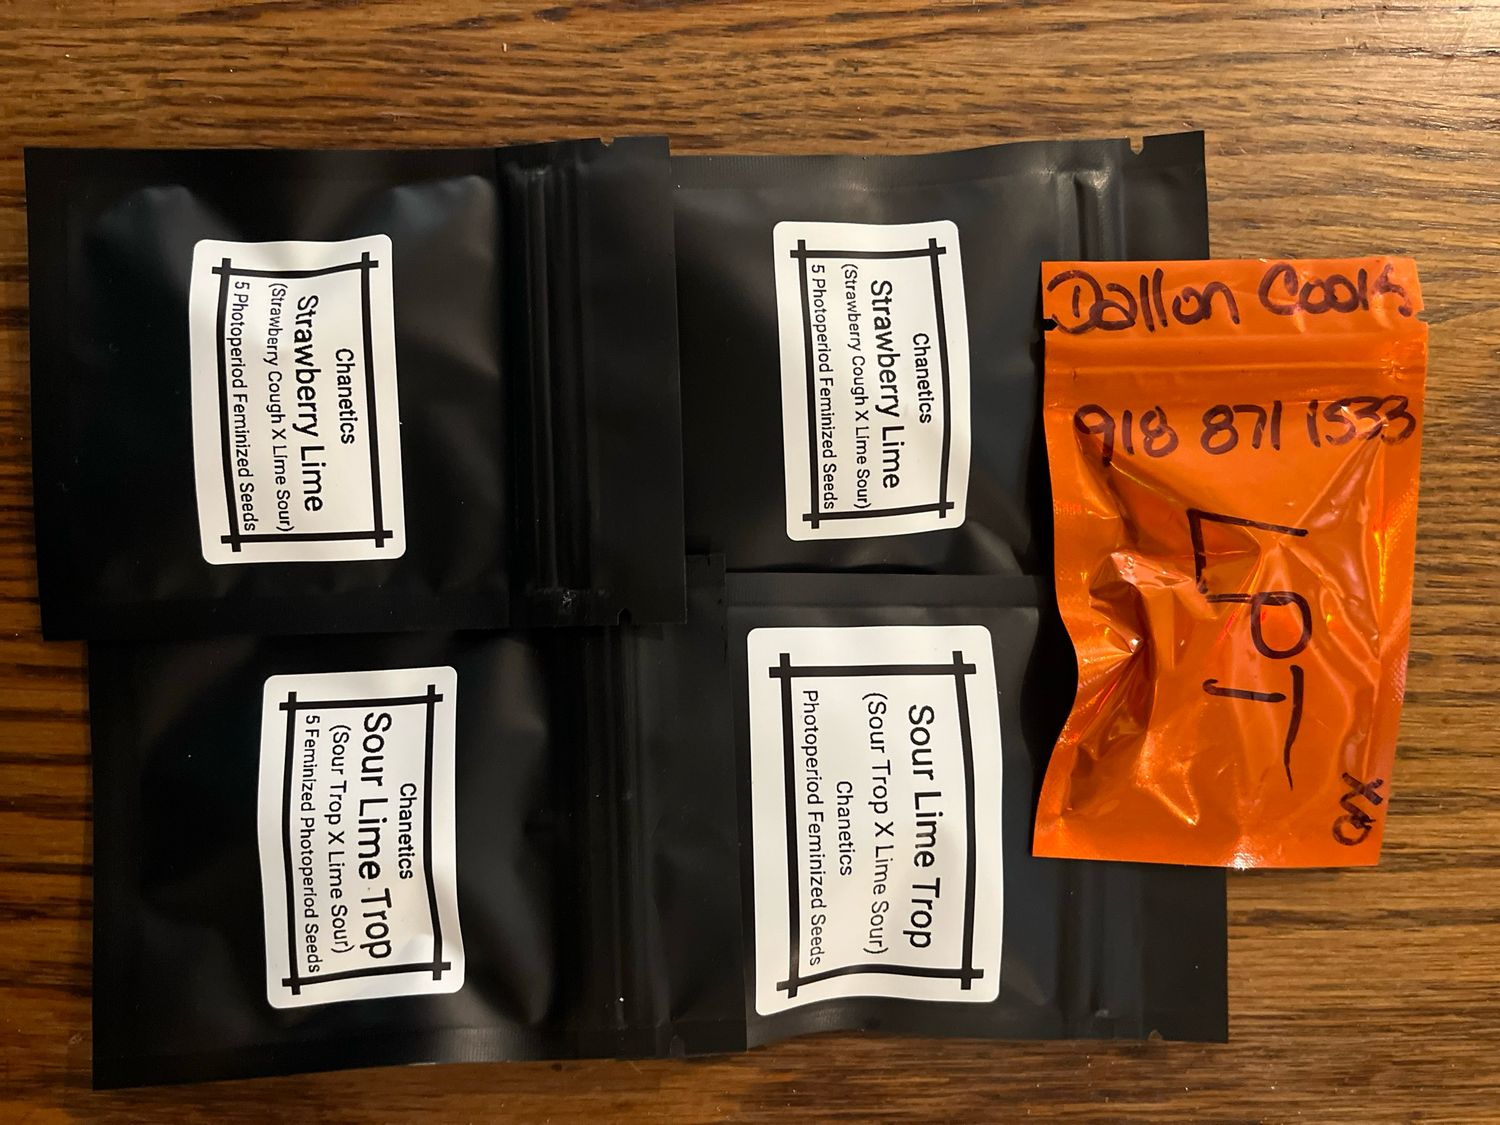 Chanetics
Strawberry Lime
(Strawberry Cough X Lime Sour)
5 Photoperiod Feminized Seeds
Chanetics
Strawberry Lime
(Strawberry Cough X Lime Sour)
5 Photoperiod Feminized Seeds
Chanetics
Sour Lime Trop
(Sour Trop X Lime Sour)
5 Feminized Photoperiod Seeds
Sour Lime Trop
(Sour Trop X Lime Sour)
Chanetics
Photoperiod Feminized Seeds
Dallon Cooks
918 871 1533
LPT